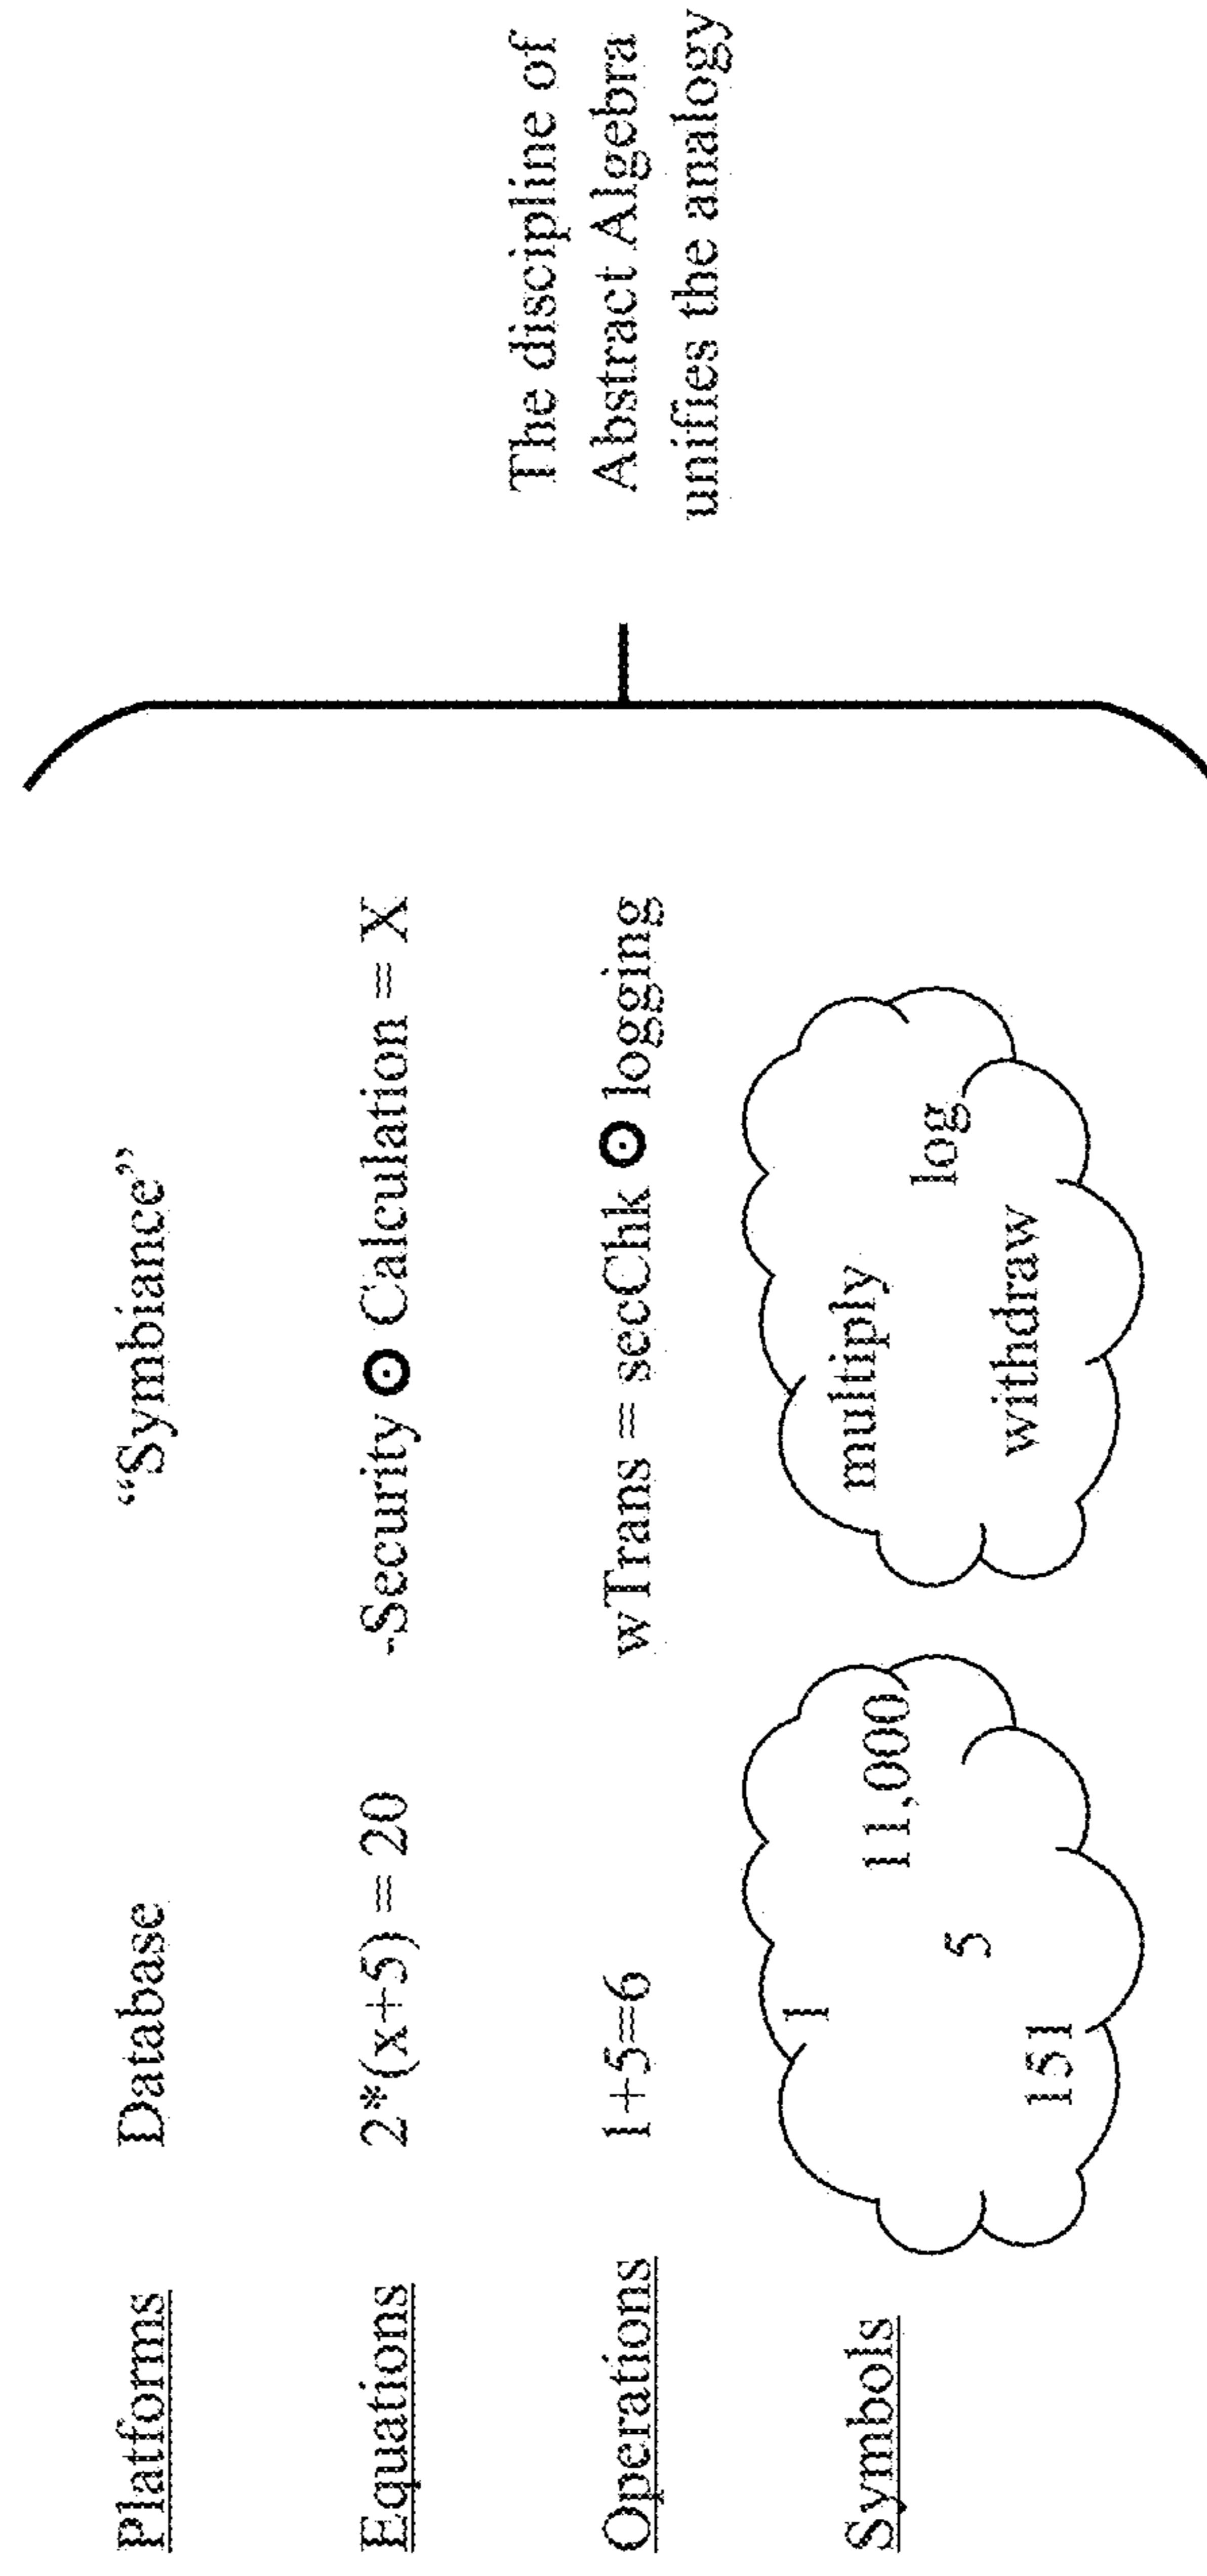 Platforms Database “Symbiance”
Equations 2*(x+5) = 20 -Security ⊙ Calculation = X
Operations 1+5=6 wTrans = secChk ⊙ logging
Symbols
1
11,000
5
151
multiply
log
withdraw
The discipline of
Abstract Algebra
unifies the analogy